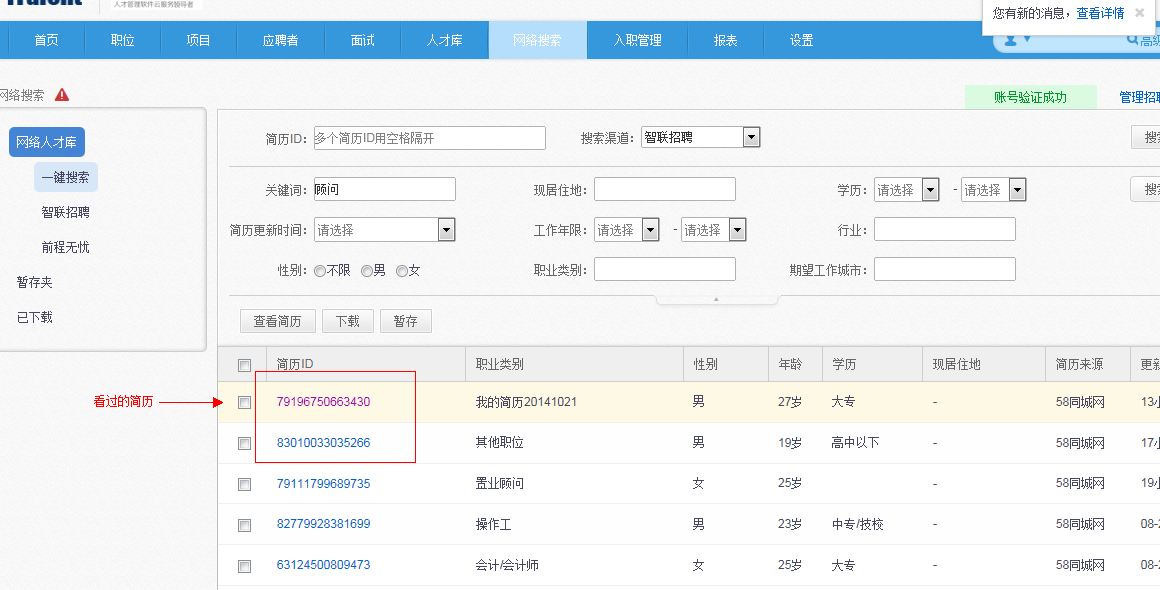 人才管理软件云服务领导者
您有新的消息，查看详情 ×
首页 职位 项目 应聘者 面试 人才库 网络搜索 入职管理 报表 设置 高级
网络搜索
账号验证成功 管理招聘
网络人才库
一键搜索
智联招聘
前程无忧
暂存夹
已下载
简历ID： 多个简历ID用空格隔开 搜索渠道： 智联招聘 搜索
关键词： 顾问 现居住地： 学历： 请选择 - 请选择 搜索
简历更新时间： 请选择 工作年限： 请选择 - 请选择 行业：
性别： 不限 男 女 职业类别： 期望工作城市：
查看简历 下载 暂存
简历ID 职业类别 性别 年龄 学历 现居住地 简历来源 更新
看过的简历
79196750663430 我的简历20141021 男 27岁 大专 - 58同城网 13小
83010033035266 其他职位 男 19岁 高中以下 - 58同城网 17小
79111799689735 置业顾问 女 25岁 - 58同城网 19小
82779928381699 操作工 男 23岁 中专/技校 - 58同城网 08-2
63124500809473 会计/会计师 女 25岁 大专 - 58同城网 08-2